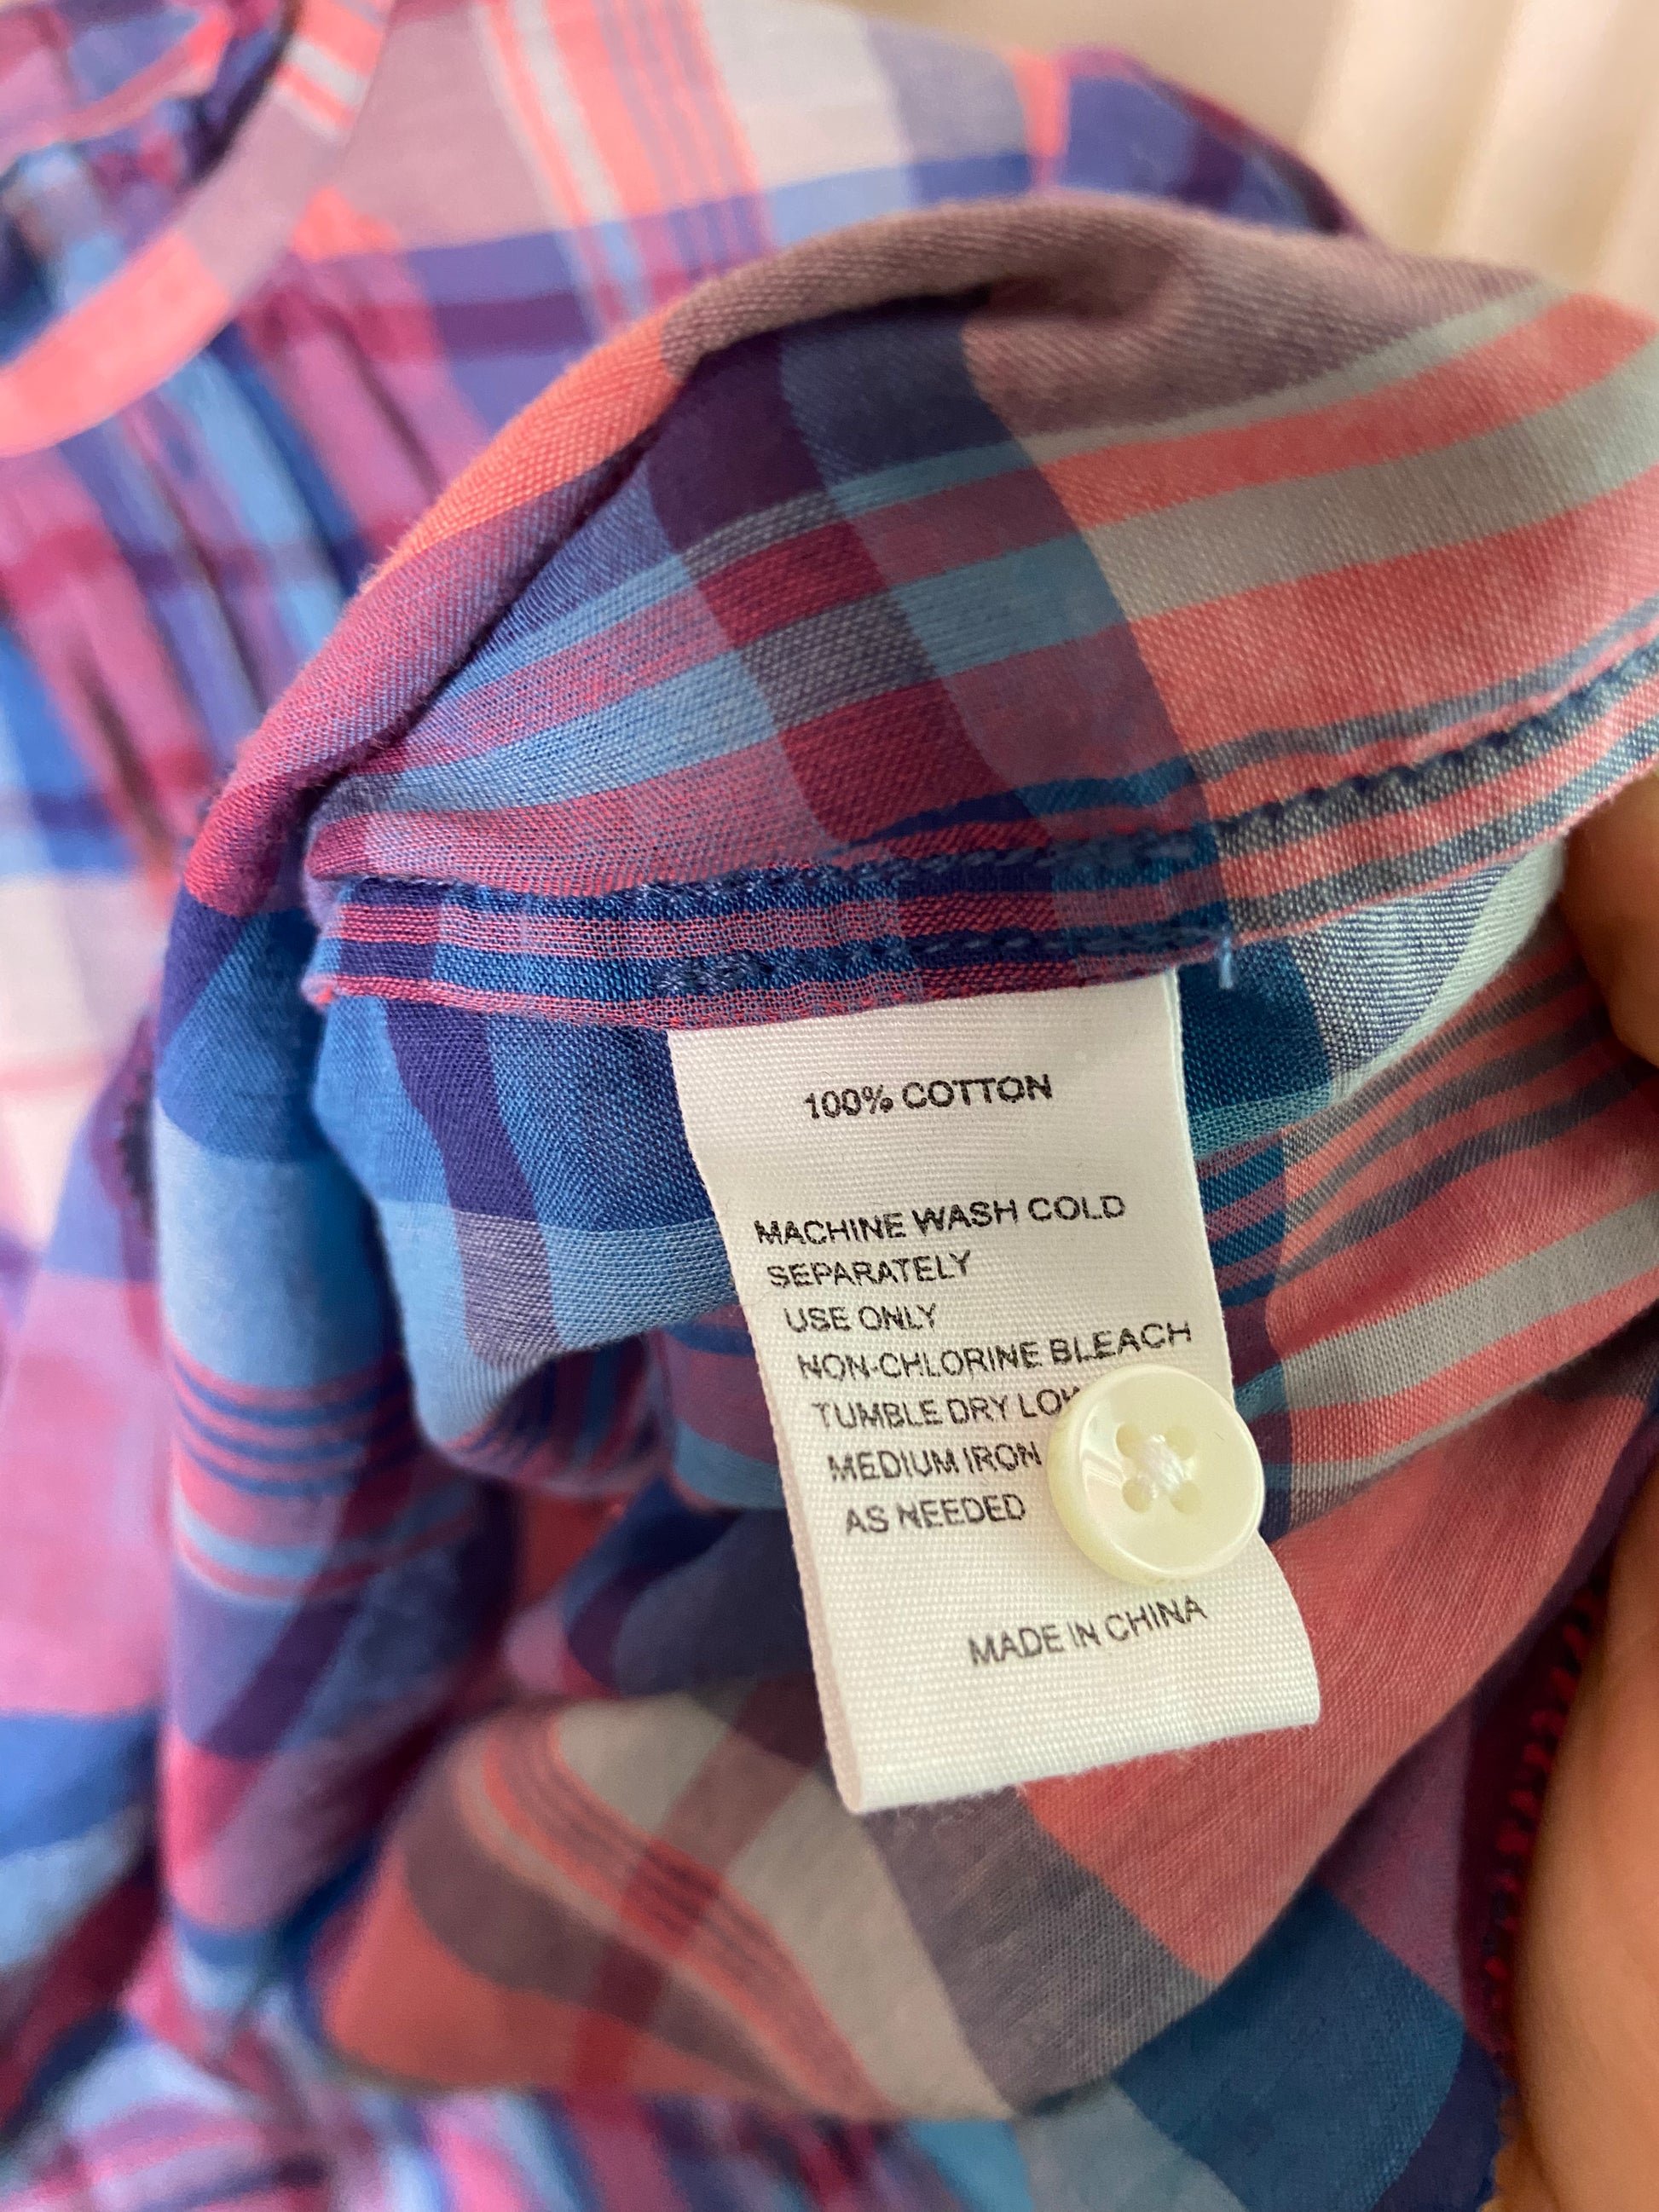 100% COTTON
MACHINE WASH COLD
SEPARATELY
USE ONLY
NON-CHLORINE BLEACH
TUMBLE DRY LOW
MEDIUM IRON
AS NEEDED
MADE IN CHINA